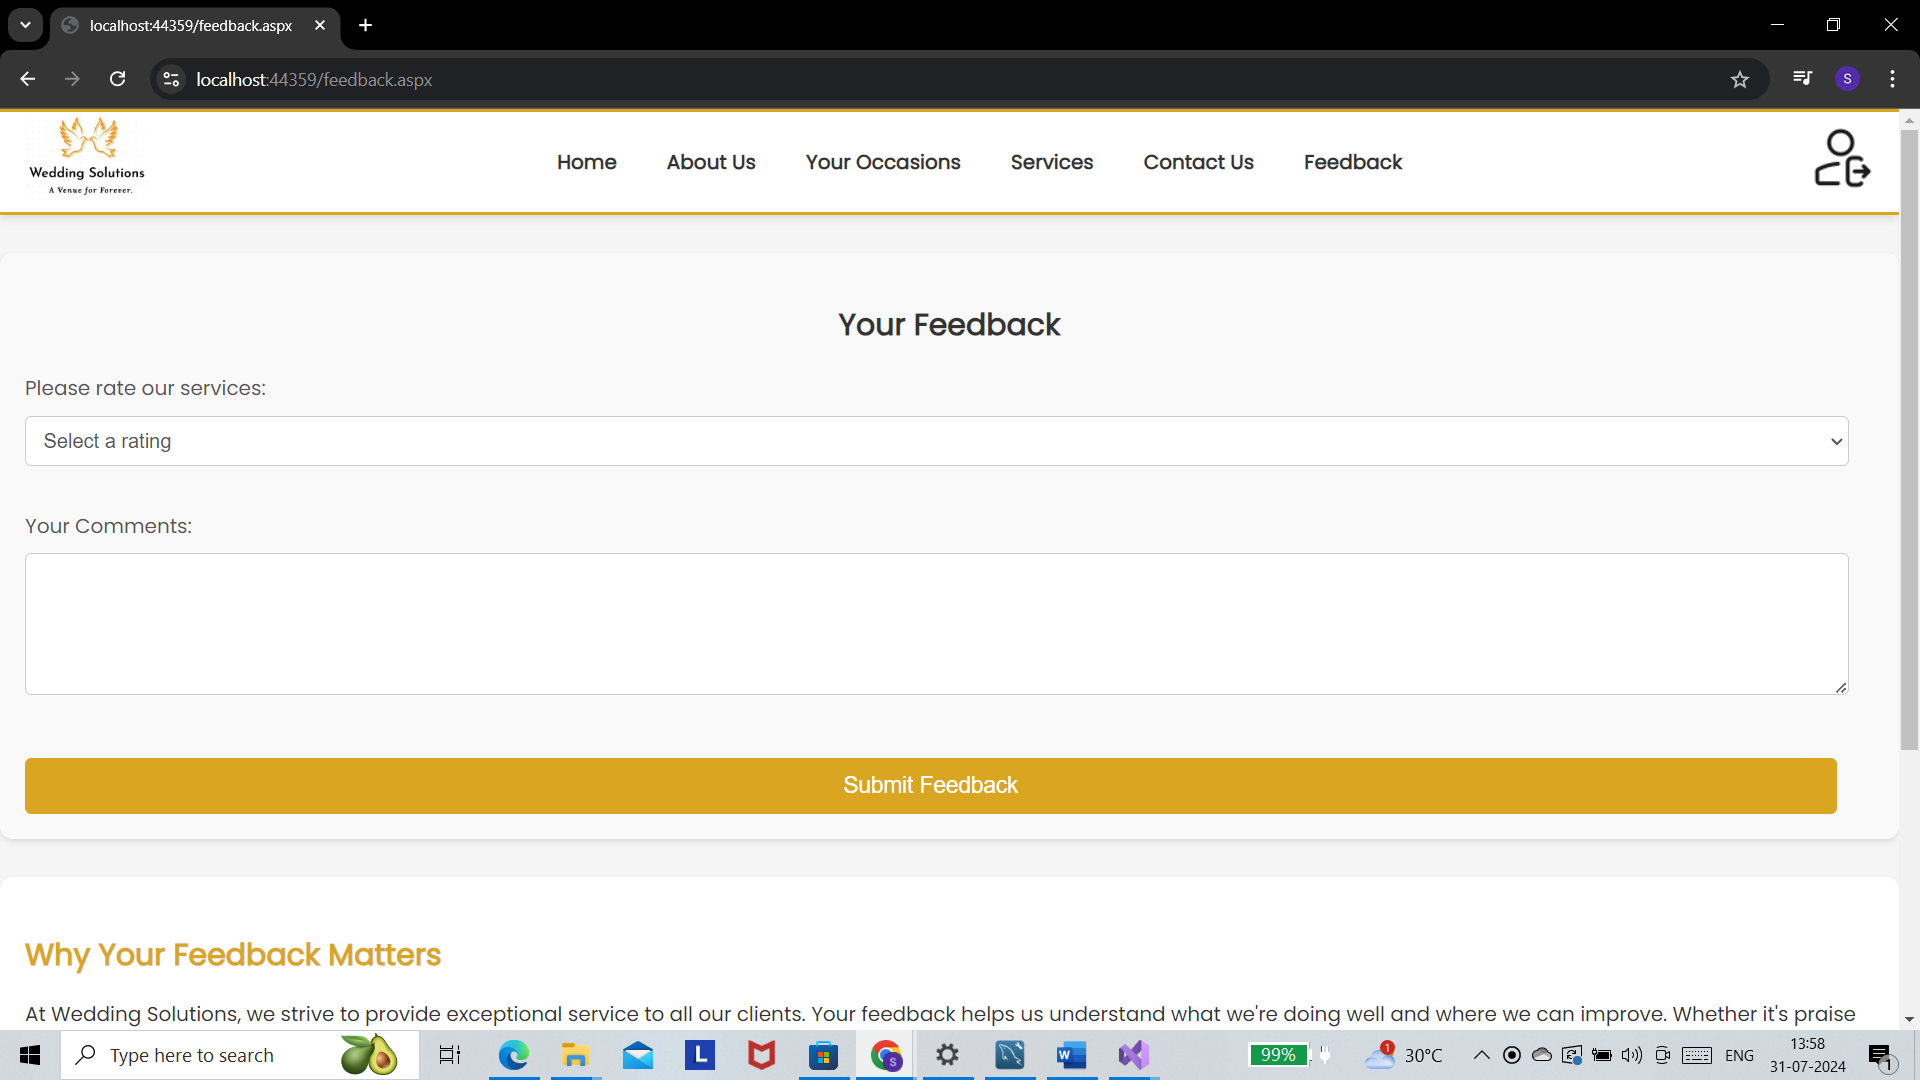 localhost:44359/feedback.aspx
localhost:44359/feedback.aspx
S
Wedding Solutions
A Venue for Forever.
Home
About Us
Your Occasions
Services
Contact Us
Feedback
Your Feedback
Please rate our services:
Select a rating
Your Comments:
Submit Feedback
Why Your Feedback Matters
At Wedding Solutions, we strive to provide exceptional service to all our clients. Your feedback helps us understand what we're doing well and where we can improve. Whether it's praise
Type here to search
L
S
W
99%
1
30°C
ENG
13:58
31-07-2024
1